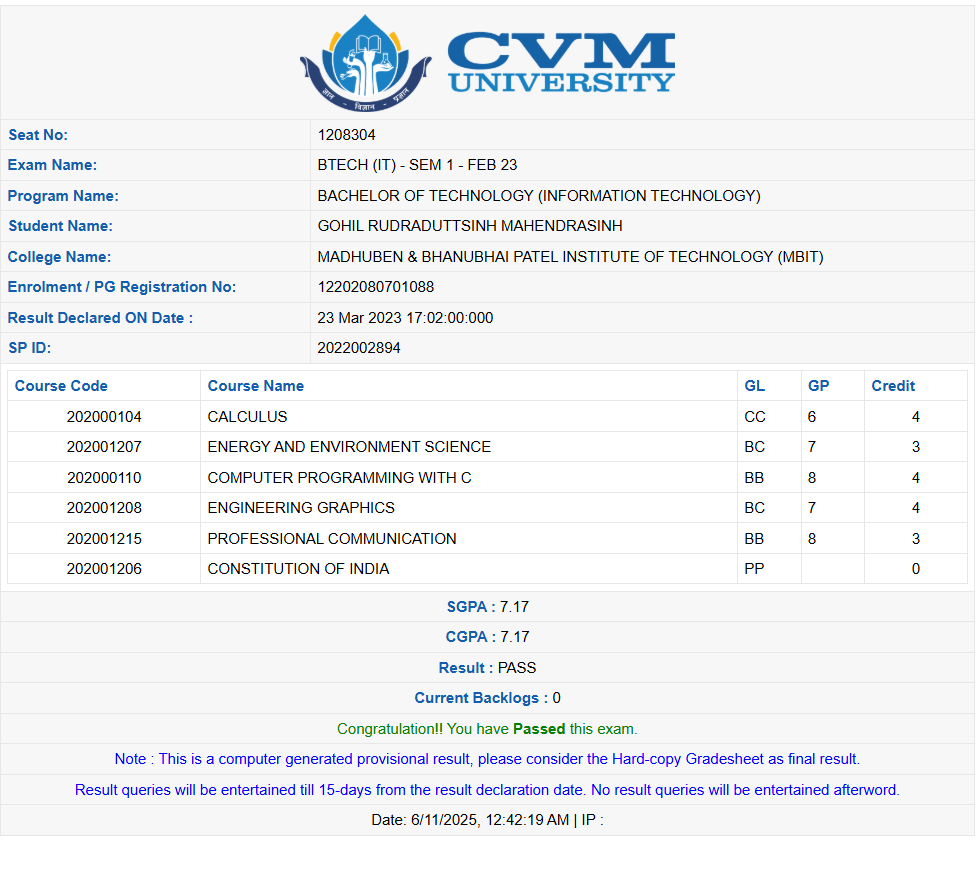 ज्ञान - विज्ञान - प्रज्ञान
CVM
UNIVERSITY
Seat No: 1208304
Exam Name: BTECH (IT) - SEM 1 - FEB 23
Program Name: BACHELOR OF TECHNOLOGY (INFORMATION TECHNOLOGY)
Student Name: GOHIL RUDRADUTTSINH MAHENDRASINH
College Name: MADHUBEN & BHANUBHAI PATEL INSTITUTE OF TECHNOLOGY (MBIT)
Enrolment / PG Registration No: 12202080701088
Result Declared ON Date : 23 Mar 2023 17:02:00:000
SP ID: 2022002894
Course Code Course Name GL GP Credit
202000104 CALCULUS CC 6 4
202001207 ENERGY AND ENVIRONMENT SCIENCE BC 7 3
202000110 COMPUTER PROGRAMMING WITH C BB 8 4
202001208 ENGINEERING GRAPHICS BC 7 4
202001215 PROFESSIONAL COMMUNICATION BB 8 3
202001206 CONSTITUTION OF INDIA PP 0
SGPA : 7.17
CGPA : 7.17
Result : PASS
Current Backlogs : 0
Congratulation!! You have Passed this exam.
Note : This is a computer generated provisional result, please consider the Hard-copy Gradesheet as final result.
Result queries will be entertained till 15-days from the result declaration date. No result queries will be entertained afterword.
Date: 6/11/2025, 12:42:19 AM | IP :